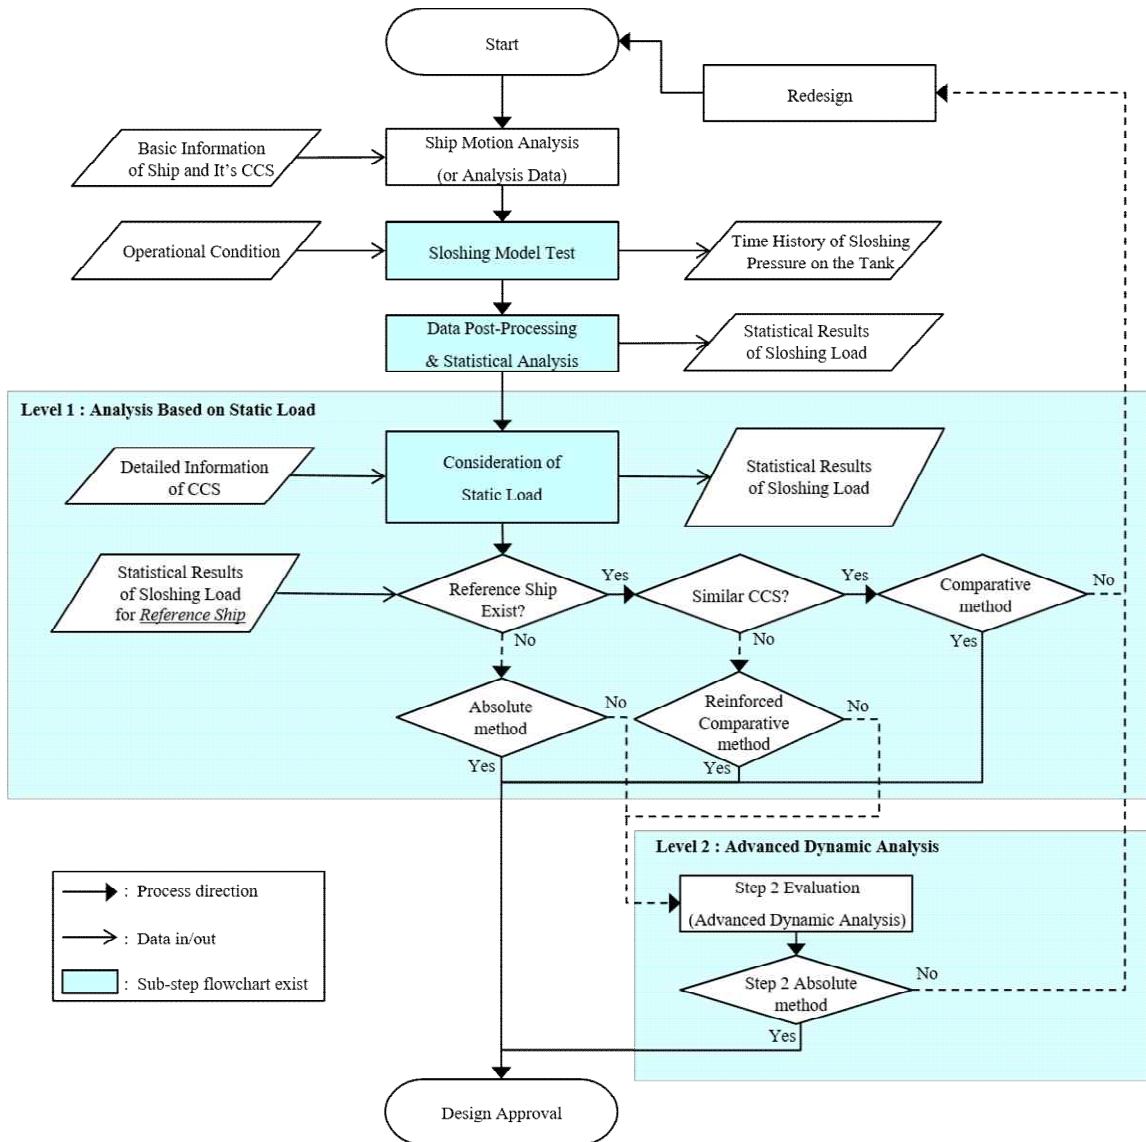 Start
Redesign
Basic Information
of Ship and It's CCS
Ship Motion Analysis
(or Analysis Data)
Operational Condition
Sloshing Model Test
Time History of Sloshing
Pressure on the Tank
Data Post-Processing
& Statistical Analysis
Statistical Results
of Sloshing Load
Level 1 : Analysis Based on Static Load
Detailed Information
of CCS
Consideration of
Static Load
Statistical Results
of Sloshing Load
Statistical Results
of Sloshing Load
for Reference Ship
Reference Ship
Exist?
Yes
No
Similar CCS?
Yes
No
Comparative
method
No
Yes
Absolute
method
No
Yes
Reinforced
Comparative
method
No
Yes
Level 2 : Advanced Dynamic Analysis
Step 2 Evaluation
(Advanced Dynamic Analysis)
Step 2 Absolute
method
No
Yes
: Process direction
: Data in/out
: Sub-step flowchart exist
Design Approval